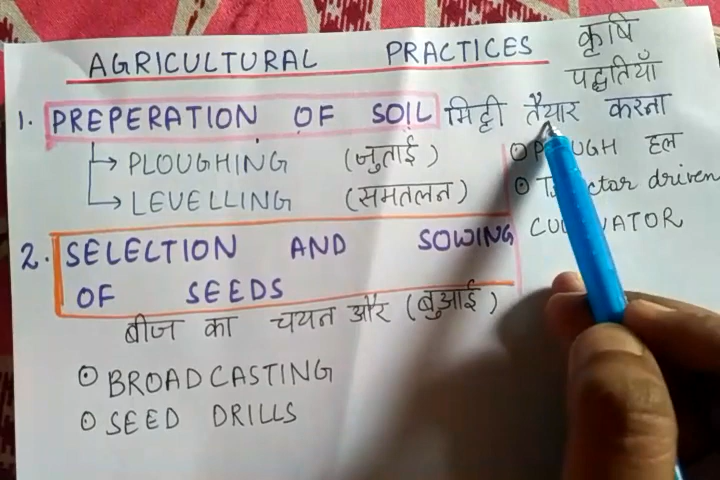 AGRICULTURAL PRACTICES कृषि
पद्धतियाँ
1. PREPERATION OF SOIL मिट्टी तैयार करना
PLOUGHING (जुताई)
LEVELLING (समतलन)
हल
driven
2. SELECTION AND SOWING
OF SEEDS
बीज का चयन और (बुआई)
BROADCASTING
SEED DRILLS